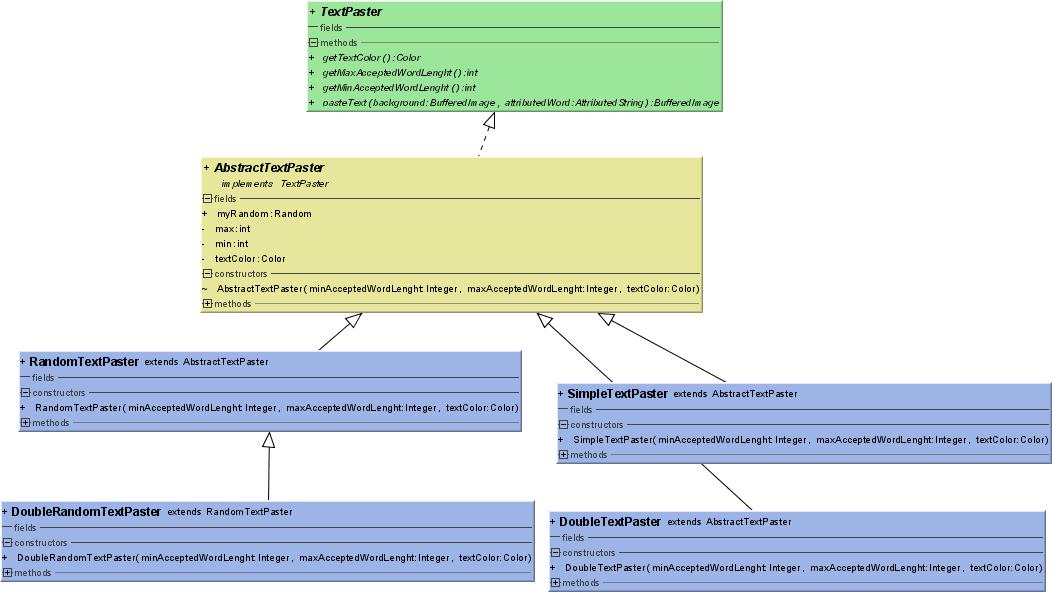 + TextPaster
fields
methods
+ getTextColor():Color
+ getMaxAcceptedWordLenght():int
+ getMinAcceptedWordLenght():int
+ pasteText(background:BufferedImage, attributedWord:AttributedString):BufferedImage
+ AbstractTextPaster
implements TextPaster
fields
+ myRandom:Random
- max:int
- min:int
- textColor:Color
constructors
~ AbstractTextPaster(minAcceptedWordLenght:Integer, maxAcceptedWordLenght:Integer, textColor:Color)
methods
+ RandomTextPaster extends AbstractTextPaster
fields
constructors
+ RandomTextPaster(minAcceptedWordLenght:Integer, maxAcceptedWordLenght:Integer, textColor:Color)
methods
+ SimpleTextPaster extends AbstractTextPaster
fields
constructors
+ SimpleTextPaster(minAcceptedWordLenght:Integer, maxAcceptedWordLenght:Integer, textColor:Color)
methods
+ DoubleRandomTextPaster extends RandomTextPaster
fields
constructors
+ DoubleRandomTextPaster(minAcceptedWordLenght:Integer, maxAcceptedWordLenght:Integer, textColor:Color)
methods
+ DoubleTextPaster extends AbstractTextPaster
fields
constructors
+ DoubleTextPaster(minAcceptedWordLenght:Integer, maxAcceptedWordLenght:Integer, textColor:Color)
methods